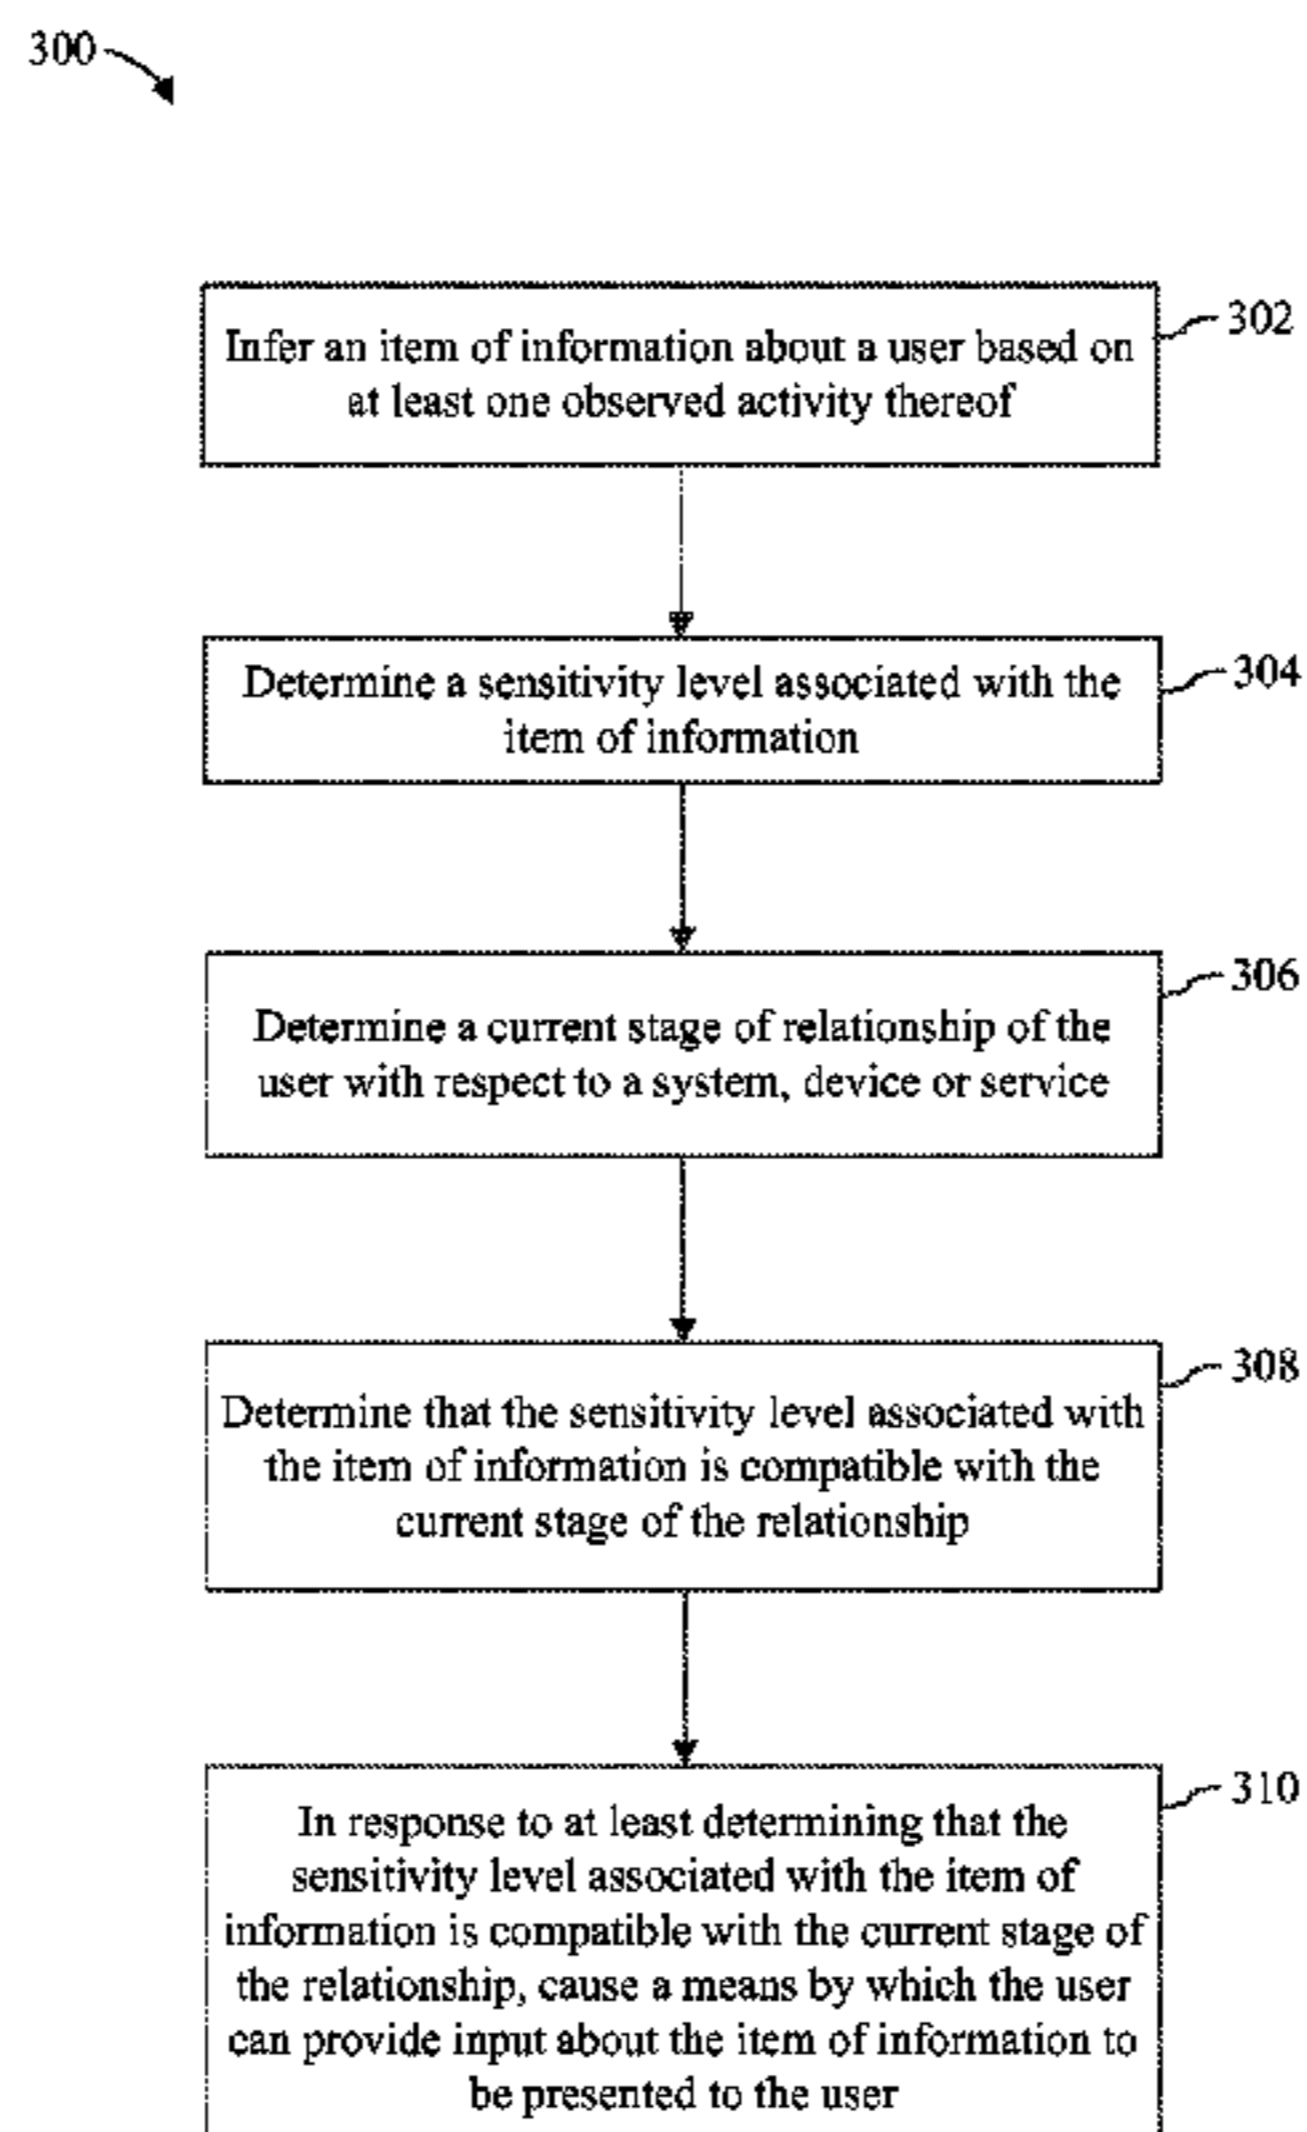 300
302
Infer an item of information about a user based on
at least one observed activity thereof
304
Determine a sensitivity level associated with the
item of information
306
Determine a current stage of relationship of the
user with respect to a system, device or service
308
Determine that the sensitivity level associated with
the item of information is compatible with the
current stage of the relationship
310
In response to at least determining that the
sensitivity level associated with the item of
information is compatible with the current stage of
the relationship, cause a means by which the user
can provide input about the item of information to
be presented to the user